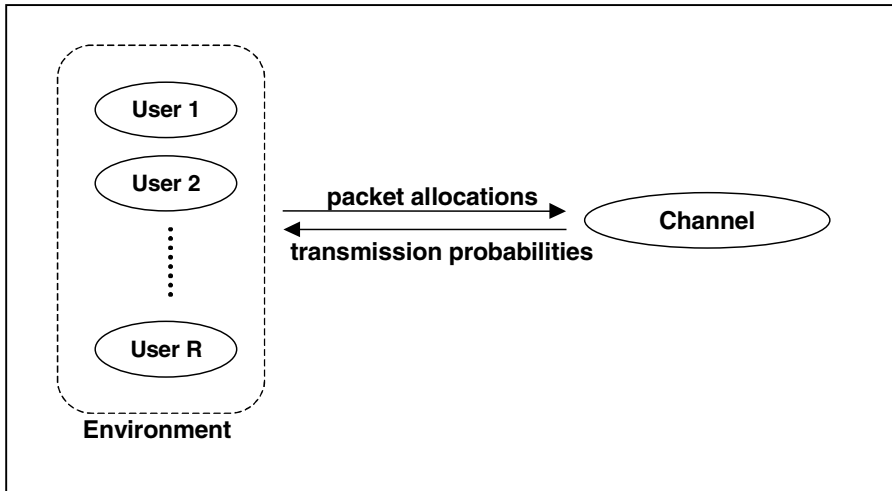 User 1
User 2
packet allocations
Channel
transmission probabilities
User R
Environment